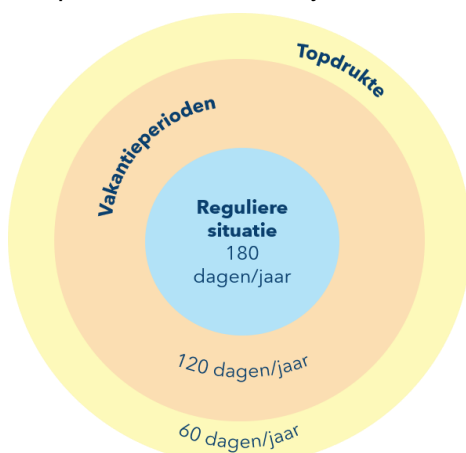 Topdrukte
Vakantieperioden
Reguliere
situatie
180
dagen/jaar
120 dagen/jaar
60 dagen/jaar